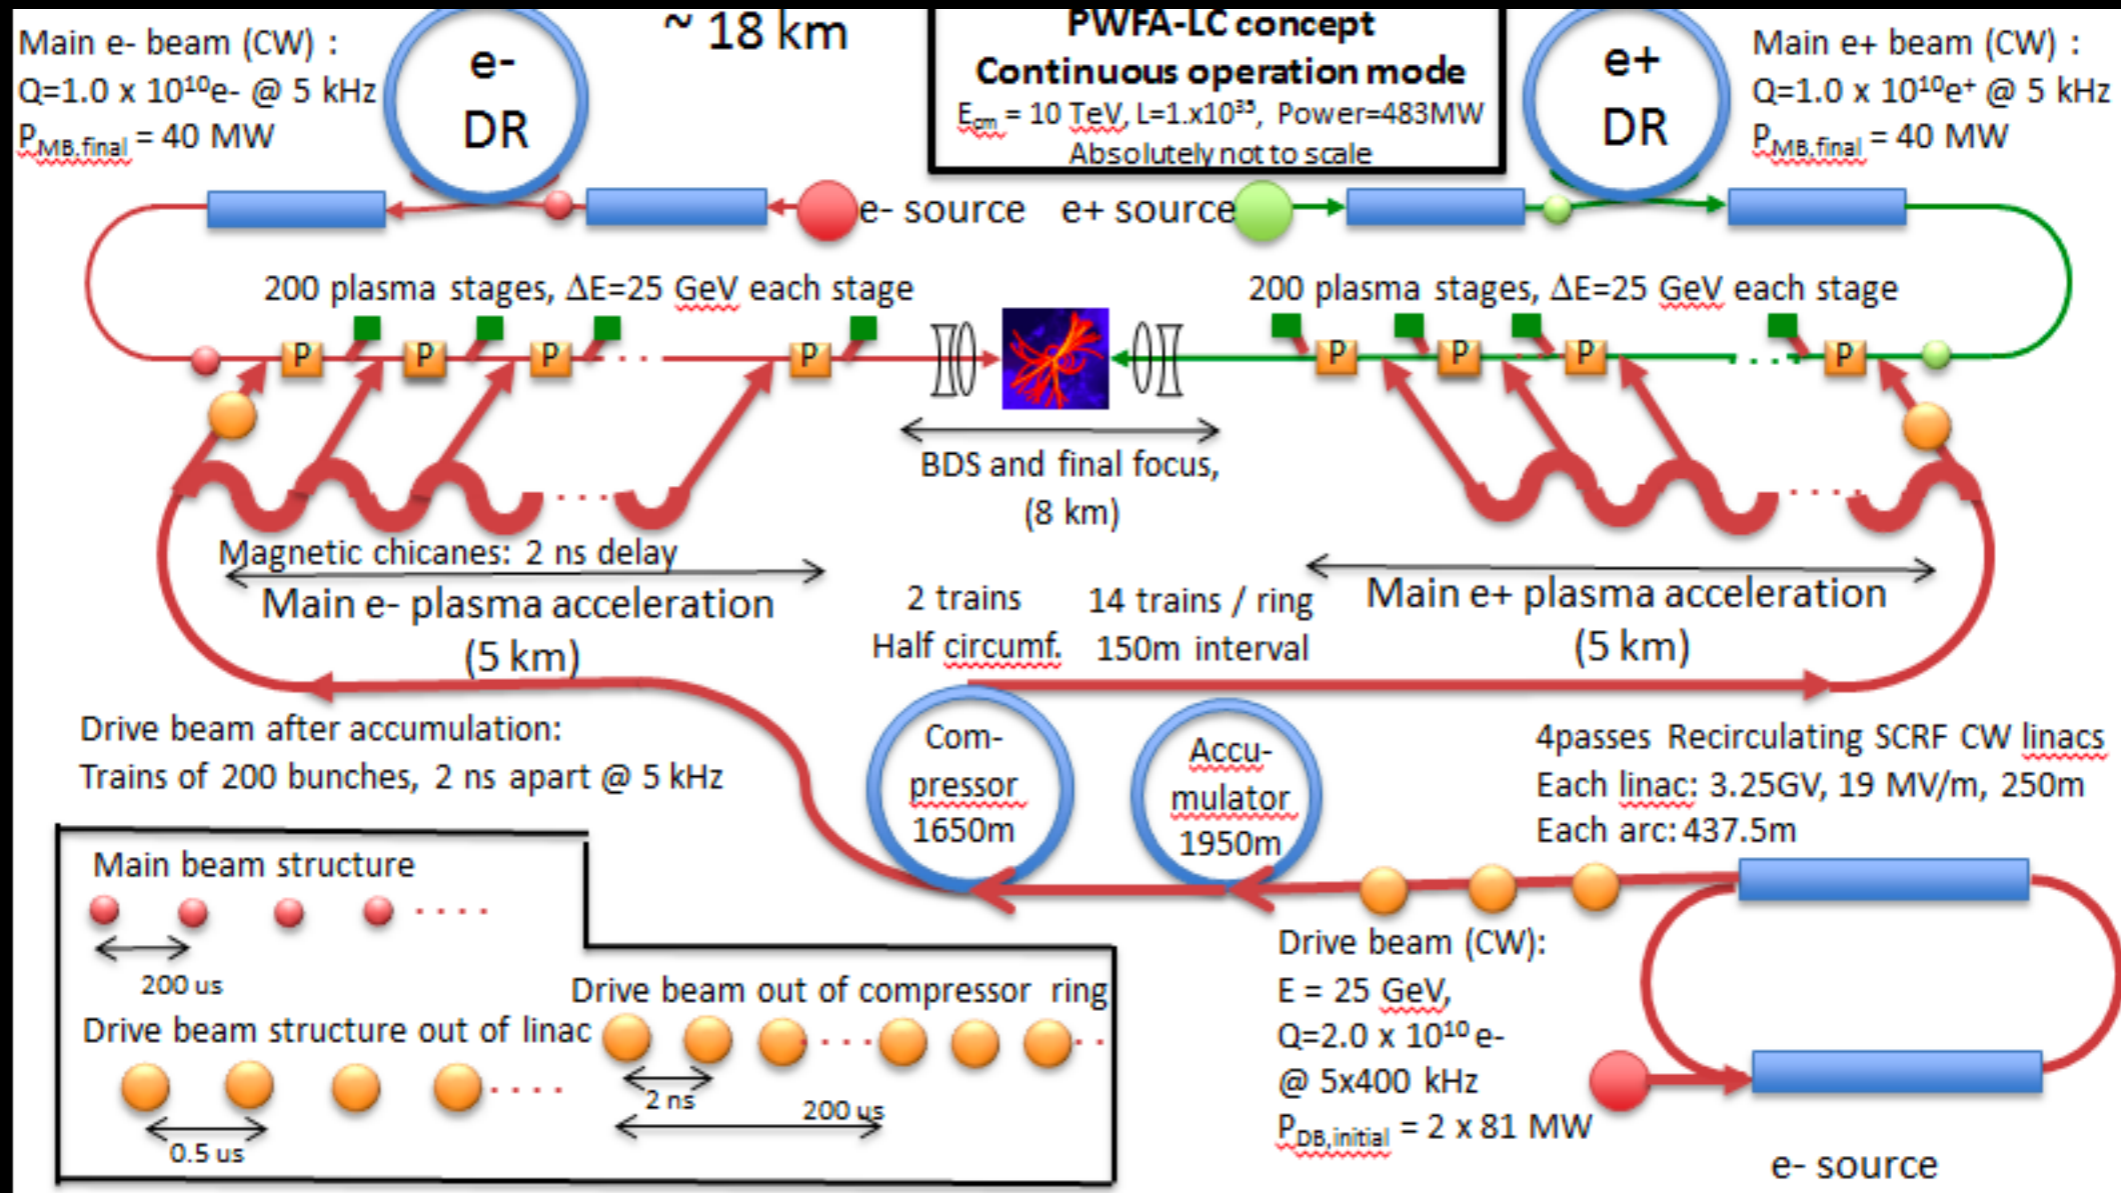 Main e- beam (CW) :
Q=1.0 x 10¹⁰e- @ 5 kHz
P_MB,final = 40 MW
e-
DR
~ 18 km
PWFA-LC concept
Continuous operation mode
E_cm = 10 TeV, L=1.x10³⁵, Power=483MW
Absolutely not to scale
e+
DR
Main e+ beam (CW) :
Q=1.0 x 10¹⁰e⁺ @ 5 kHz
P_MB,final = 40 MW
e- source
e+ source
200 plasma stages, ΔE=25 GeV each stage
200 plasma stages, ΔE=25 GeV each stage
P
P
P
P
P
P
P
P
BDS and final focus,
(8 km)
Magnetic chicanes: 2 ns delay
Main e- plasma acceleration
(5 km)
2 trains
Half circumf.
14 trains / ring
150m interval
Main e+ plasma acceleration
(5 km)
Drive beam after accumulation:
Trains of 200 bunches, 2 ns apart @ 5 kHz
Com-
pressor
1650m
Accu-
mulator
1950m
4passes Recirculating SCRF CW linacs
Each linac: 3.25GV, 19 MV/m, 250m
Each arc: 437.5m
Main beam structure
200 us
Drive beam structure out of linac
0.5 us
Drive beam out of compressor ring
2 ns
200 us
Drive beam (CW):
E = 25 GeV,
Q=2.0 x 10¹⁰ e-
@ 5x400 kHz
P_DB,initial = 2 x 81 MW
e- source